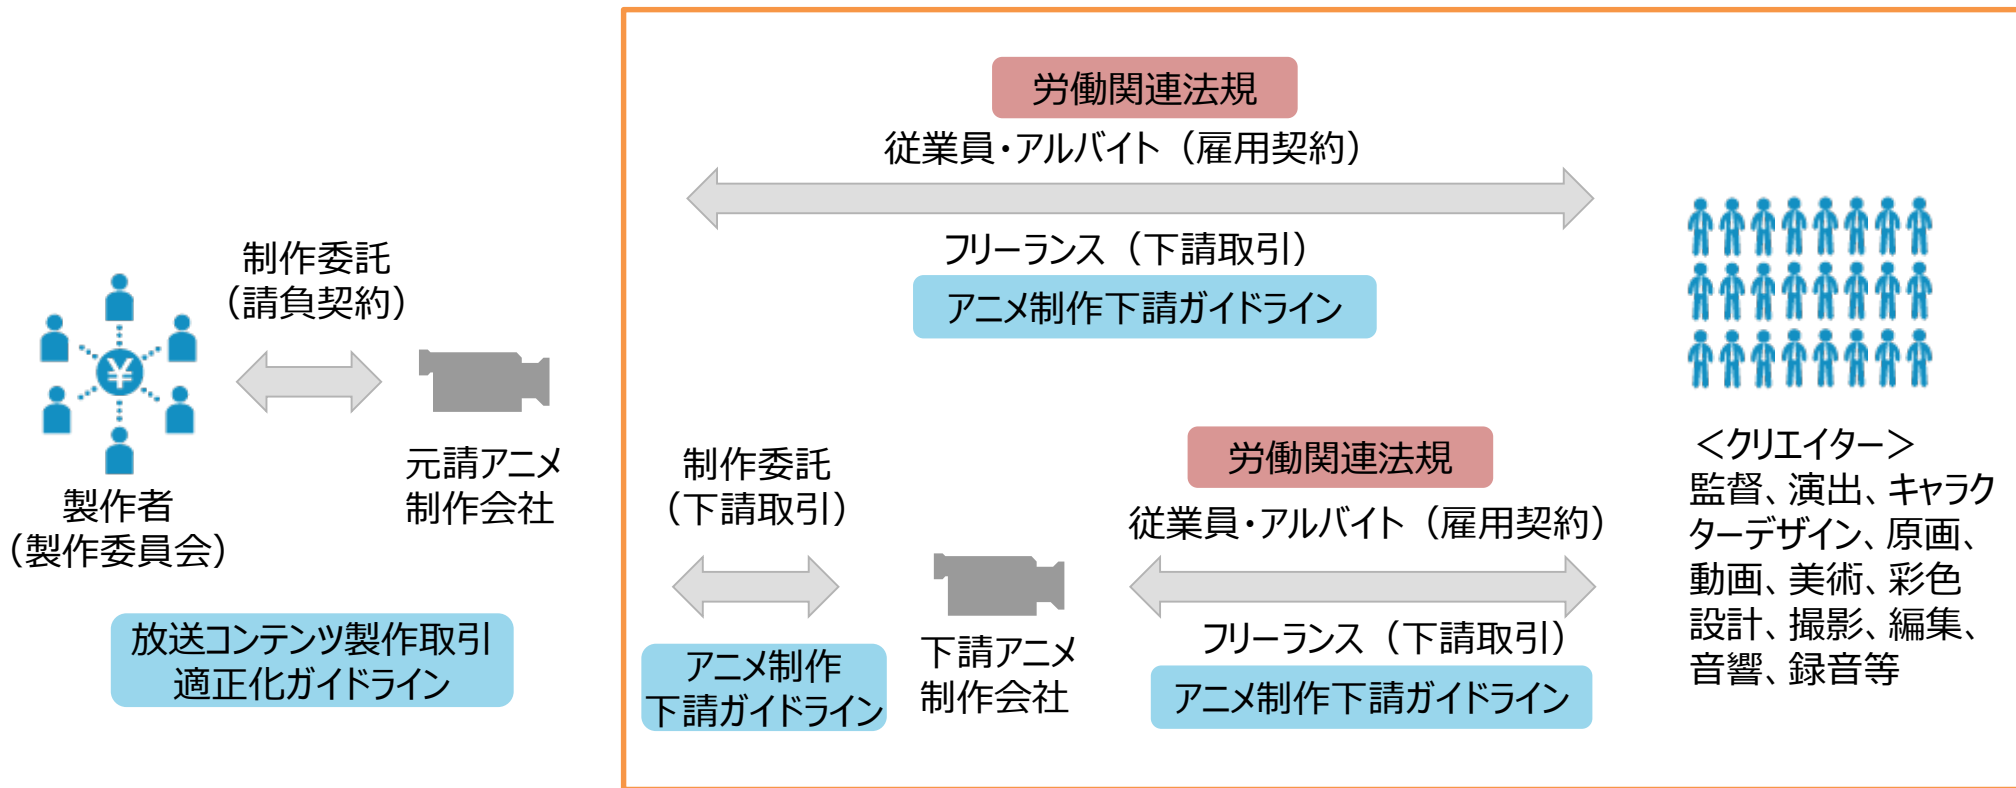 制作委託
（請負契約）
¥
製作者
（製作委員会）
元請アニメ
制作会社
放送コンテンツ製作取引
適正化ガイドライン
労働関連法規
従業員・アルバイト（雇用契約）
フリーランス（下請取引）
アニメ制作下請ガイドライン
制作委託
（下請取引）
アニメ制作
下請ガイドライン
下請アニメ
制作会社
労働関連法規
従業員・アルバイト（雇用契約）
フリーランス（下請取引）
アニメ制作下請ガイドライン
＜クリエイター＞
監督、演出、キャラク
ターデザイン、原画、
動画、美術、彩色
設計、撮影、編集、
音響、録音等